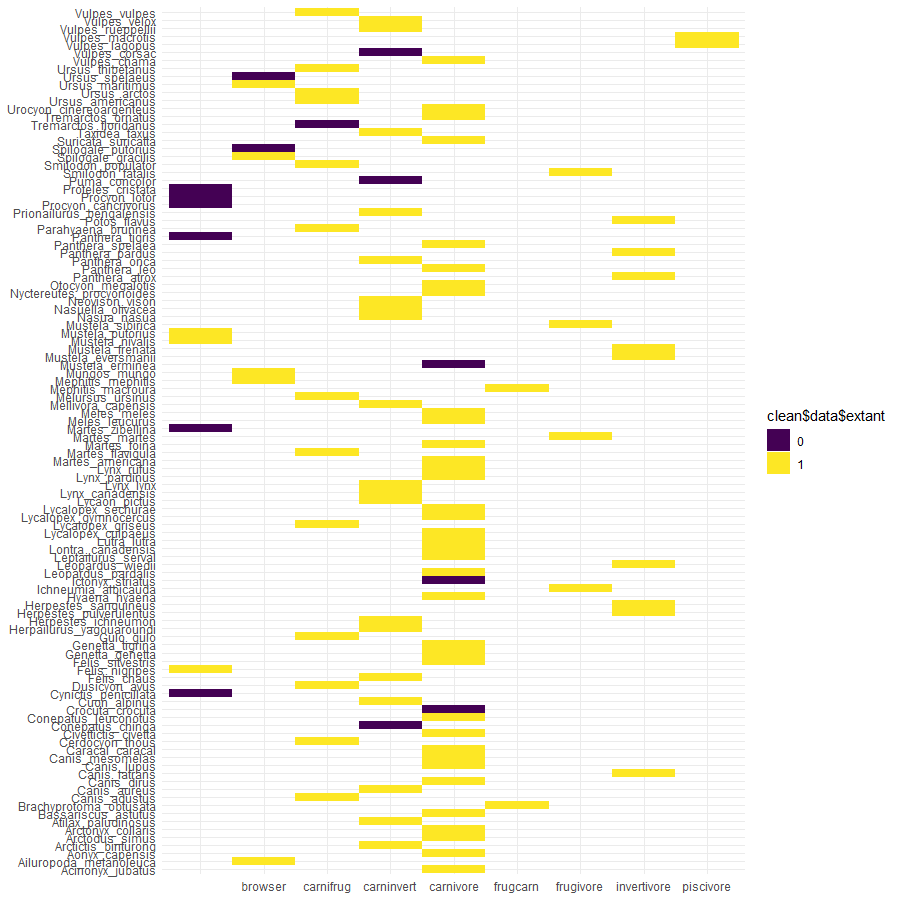 Vulpes_vulpes
Vulpes_velox
Vulpes_rueppellii
Vulpes_macrotis
Vulpes_lagopus
Vulpes_corsac
Vulpes_chama
Ursus_thibetanus
Ursus_spelaeus
Ursus_maritimus
Ursus_arctos
Ursus_americanus
Urocyon_cinereoargenteus
Tremarctos_ornatus
Tremarctos_floridanus
Taxidea_taxus
Suricata_suricatta
Spilogale_putorius
Spilogale_gracilis
Smilodon_populator
Smilodon_fatalis
Puma_concolor
Proteles_cristata
Procyon_lotor
Procyon_cancrivorus
Prionailurus_bengalensis
Potos_flavus
Parahyaena_brunnea
Panthera_tigris
Panthera_spelaea
Panthera_pardus
Panthera_onca
Panthera_leo
Panthera_atrox
Otocyon_megalotis
Nyctereutes_procyonoides
Neovison_vison
Nasuella_olivacea
Nasua_nasua
Mustela_sibirica
Mustela_putorius
Mustela_nivalis
Mustela_frenata
Mustela_eversmanii
Mustela_erminea
Mungos_mungo
Mephitis_mephitis
Mephitis_macroura
Melursus_ursinus
Mellivora_capensis
Meles_meles
Meles_leucurus
Martes_zibellina
Martes_martes
Martes_foina
Martes_flavigula
Martes_americana
Lynx_rufus
Lynx_pardinus
Lynx_lynx
Lynx_canadensis
Lycaon_pictus
Lycalopex_sechurae
Lycalopex_gymnocercus
Lycalopex_griseus
Lycalopex_culpaeus
Lutra_lutra
Lontra_canadensis
Leptailurus_serval
Leopardus_wiedii
Leopardus_pardalis
Ictonyx_striatus
Ichneumia_albicauda
Hyaena_hyaena
Herpestes_sanguineus
Herpestes_pulverulentus
Herpestes_ichneumon
Herpailurus_yagouaroundi
Gulo_gulo
Genetta_tigrina
Genetta_genetta
Felis_silvestris
Felis_nigripes
Felis_chaus
Dusicyon_avus
Cynictis_penicillata
Cuon_alpinus
Crocuta_crocuta
Conepatus_leuconotus
Conepatus_chinga
Civettictis_civetta
Cerdocyon_thous
Caracal_caracal
Canis_mesomelas
Canis_lupus
Canis_latrans
Canis_dirus
Canis_aureus
Canis_adustus
Brachyprotoma_obtusata
Bassariscus_astutus
Atilax_paludinosus
Arctonyx_collaris
Arctodus_simus
Arctictis_binturong
Aonyx_capensis
Ailuropoda_melanoleuca
Acinonyx_jubatus
browser carnifrug carninvert carnivore frugcarn frugivore invertivore piscivore
clean$data$extant
0
1